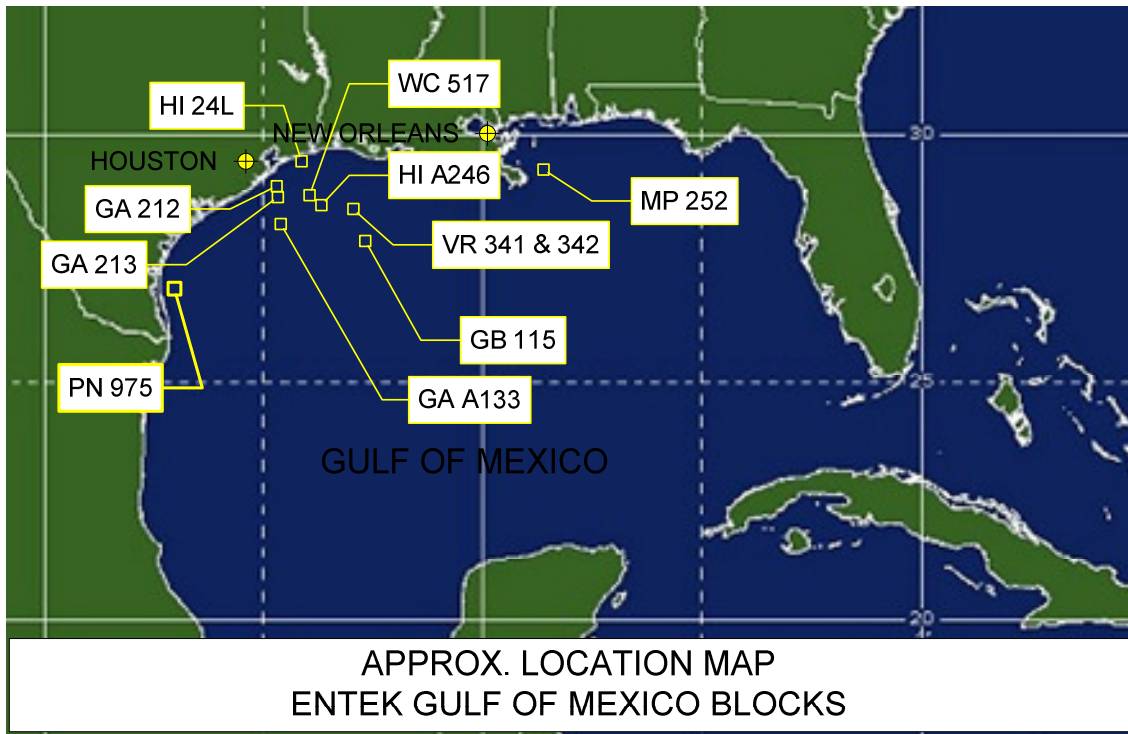 WC 517
HI 24L
NEW ORLEANS
30
HOUSTON
HI A246
GA 212
MP 252
VR 341 & 342
GA 213
GB 115
PN 975
25
GA A133
GULF OF MEXICO
20
APPROX. LOCATION MAP
ENTEK GULF OF MEXICO BLOCKS